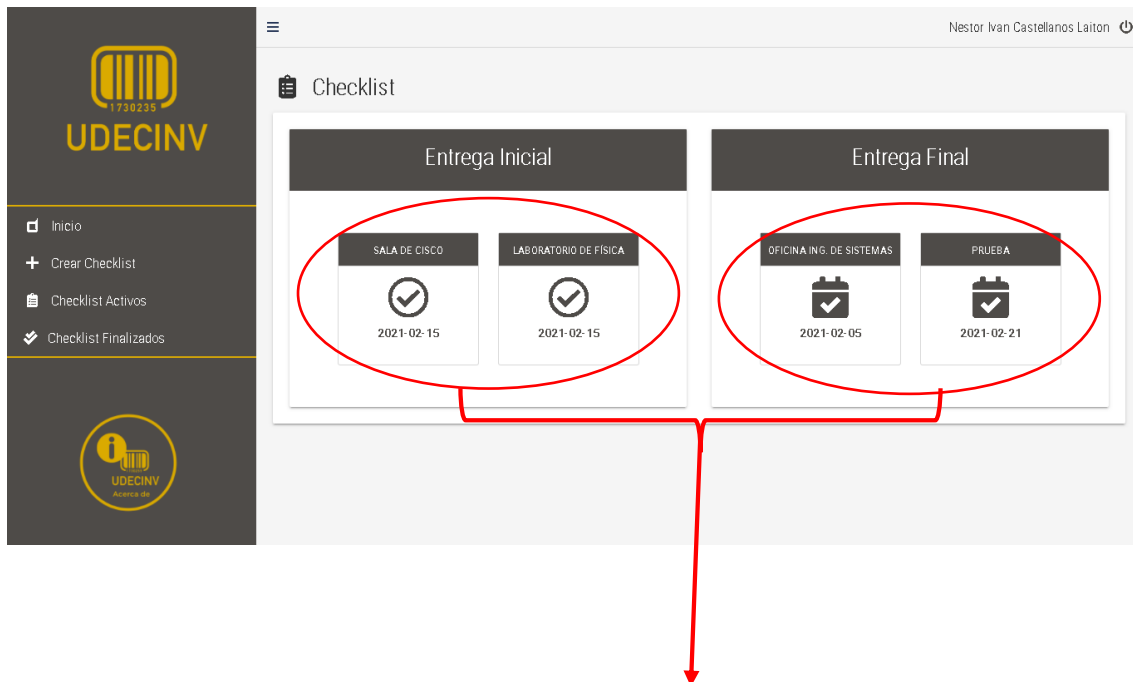 Nestor Ivan Castellanos Laiton
1730235
UDECINV
Inicio
Crear Checklist
Checklist Activos
Checklist Finalizados
UDECINV
Acerca de
Checklist
Entrega Inicial
SALA DE CISCO
2021-02-15
LABORATORIO DE FÍSICA
2021-02-15
Entrega Final
OFICINA ING. DE SISTEMAS
2021-02-05
PRUEBA
2021-02-21